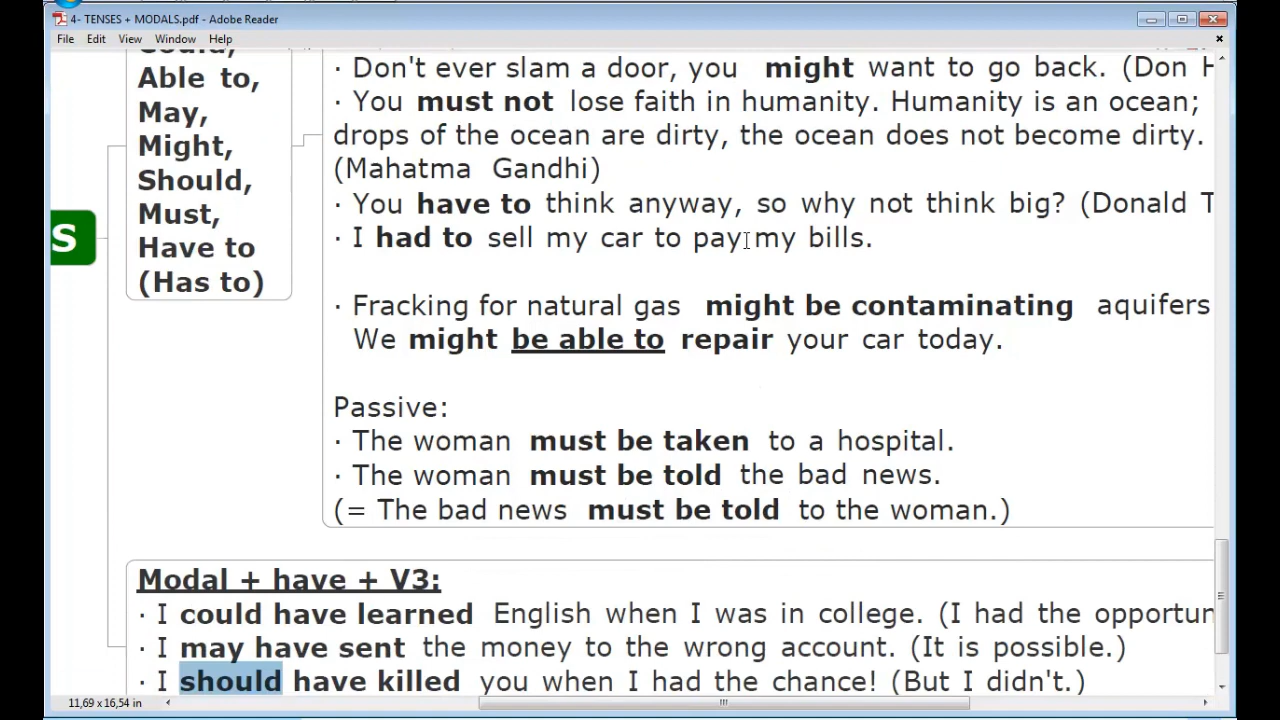 4- TENSES + MODALS.pdf - Adobe Reader
File Edit View Window Help
Could,
Able to,
May,
Might,
Should,
Must,
Have to
(Has to)
S
· Don't ever slam a door, you might want to go back. (Don H
· You must not lose faith in humanity. Humanity is an ocean;
drops of the ocean are dirty, the ocean does not become dirty.
(Mahatma Gandhi)
· You have to think anyway, so why not think big? (Donald T
· I had to sell my car to pay my bills.
· Fracking for natural gas might be contaminating aquifers
We might be able to repair your car today.
Passive:
· The woman must be taken to a hospital.
· The woman must be told the bad news.
(= The bad news must be told to the woman.)
Modal + have + V3:
· I could have learned English when I was in college. (I had the opportun
· I may have sent the money to the wrong account. (It is possible.)
· I should have killed you when I had the chance! (But I didn't.)
11,69 x 16,54 in